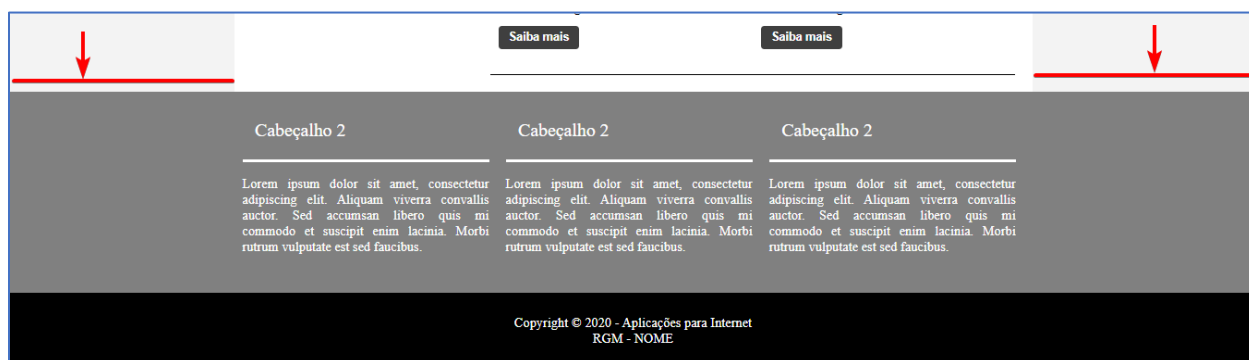 Saiba mais Saiba mais
Cabeçalho 2 Cabeçalho 2 Cabeçalho 2
Lorem ipsum dolor sit amet, consectetur
adipiscing elit. Aliquam viverra convallis
auctor. Sed accumsan libero quis mi
commodo et suscipit enim lacinia. Morbi
rutrum vulputate est sed faucibus.
Lorem ipsum dolor sit amet, consectetur
adipiscing elit. Aliquam viverra convallis
auctor. Sed accumsan libero quis mi
commodo et suscipit enim lacinia. Morbi
rutrum vulputate est sed faucibus.
Lorem ipsum dolor sit amet, consectetur
adipiscing elit. Aliquam viverra convallis
auctor. Sed accumsan libero quis mi
commodo et suscipit enim lacinia. Morbi
rutrum vulputate est sed faucibus.
Copyright © 2020 - Aplicações para Internet
RGM - NOME